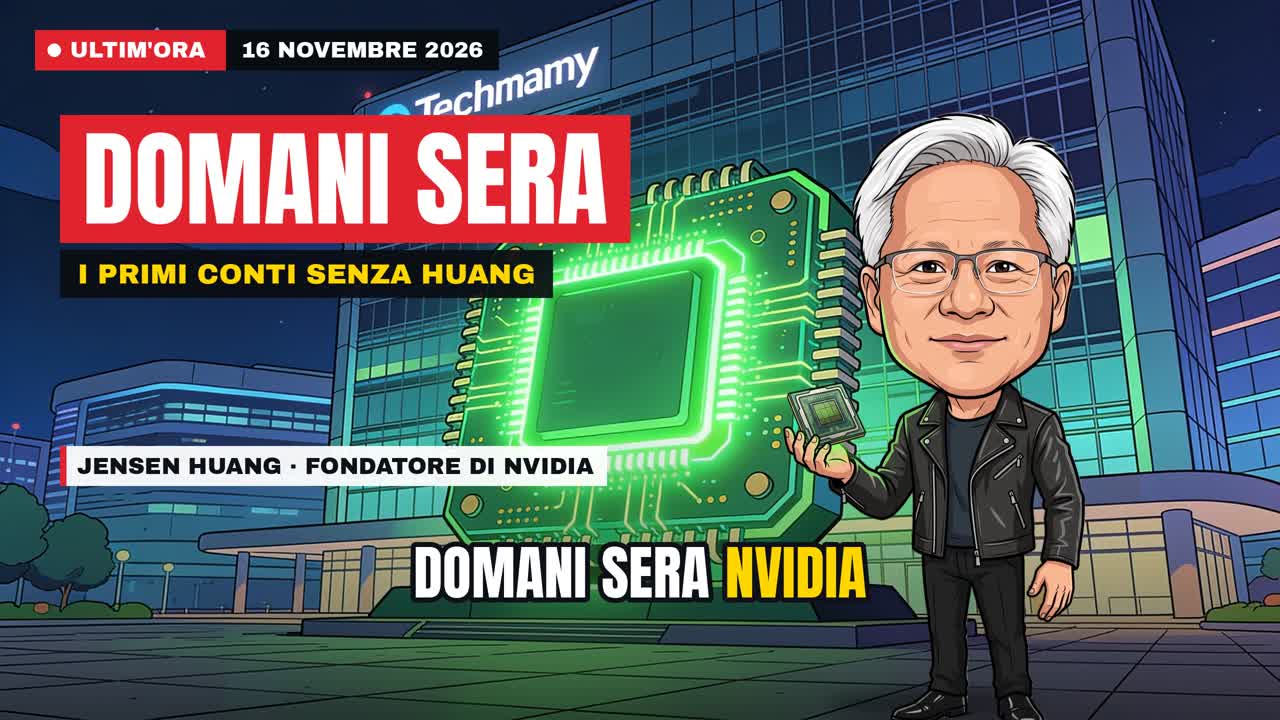 ULTIM'ORA 16 NOVEMBRE 2026
Techmamy
DOMANI SERA
I PRIMI CONTI SENZA HUANG
JENSEN HUANG · FONDATORE DI NVIDIA
DOMANI SERA NVIDIA